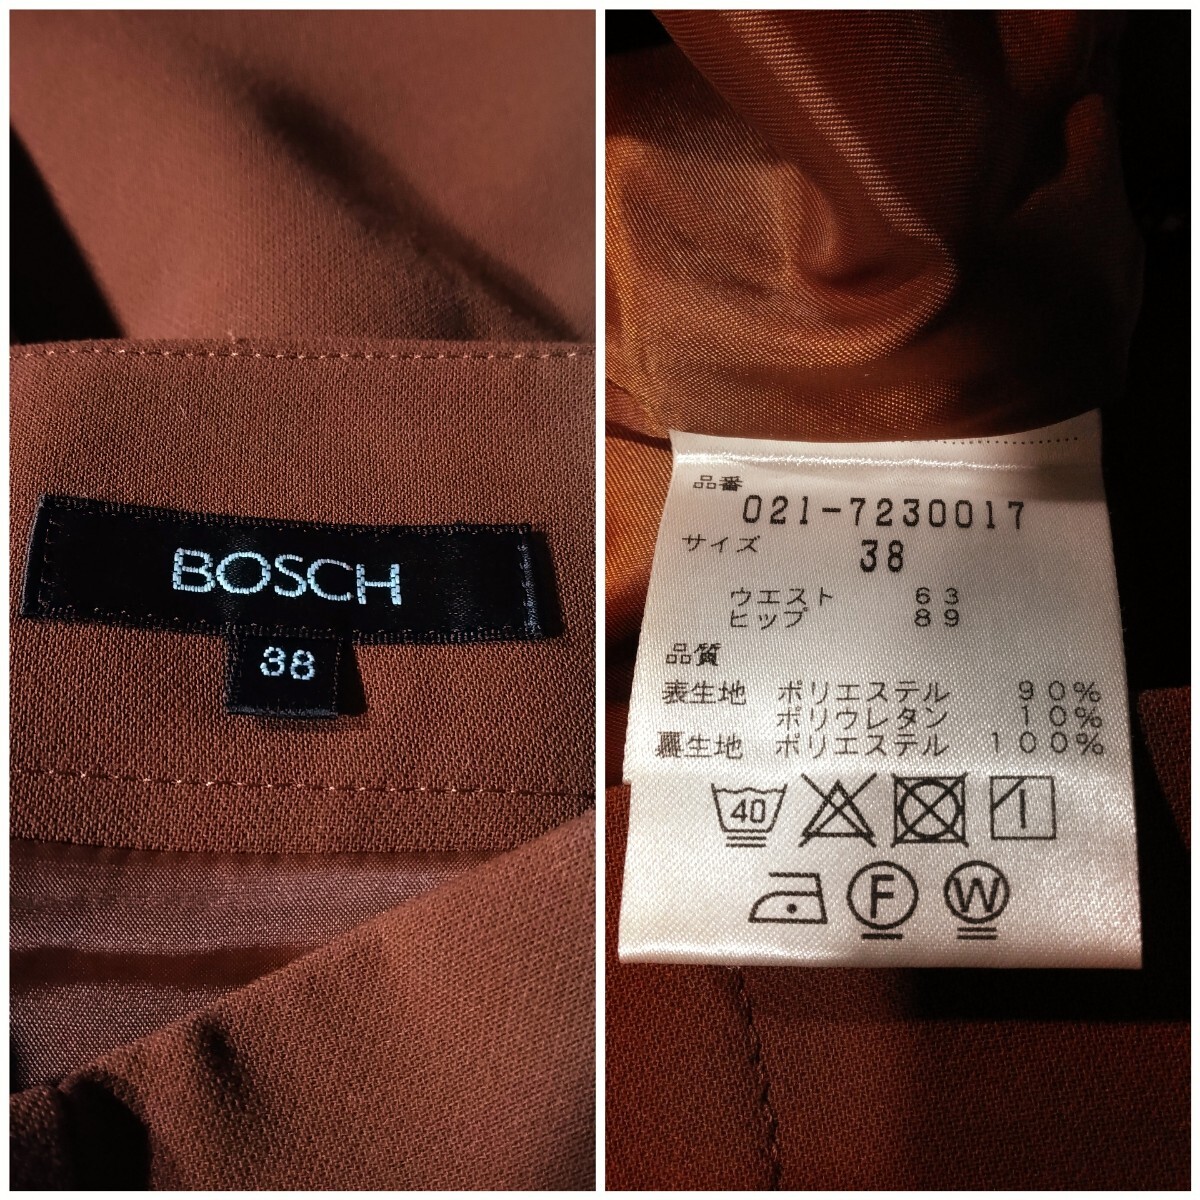 BOSCH
38
品番
021-7230017
サイズ 38
ウエスト 63
ヒップ 89
品質
表生地 ポリエステル 90%
ポリウレタン 10%
裏生地 ポリエステル 100%
40
F W